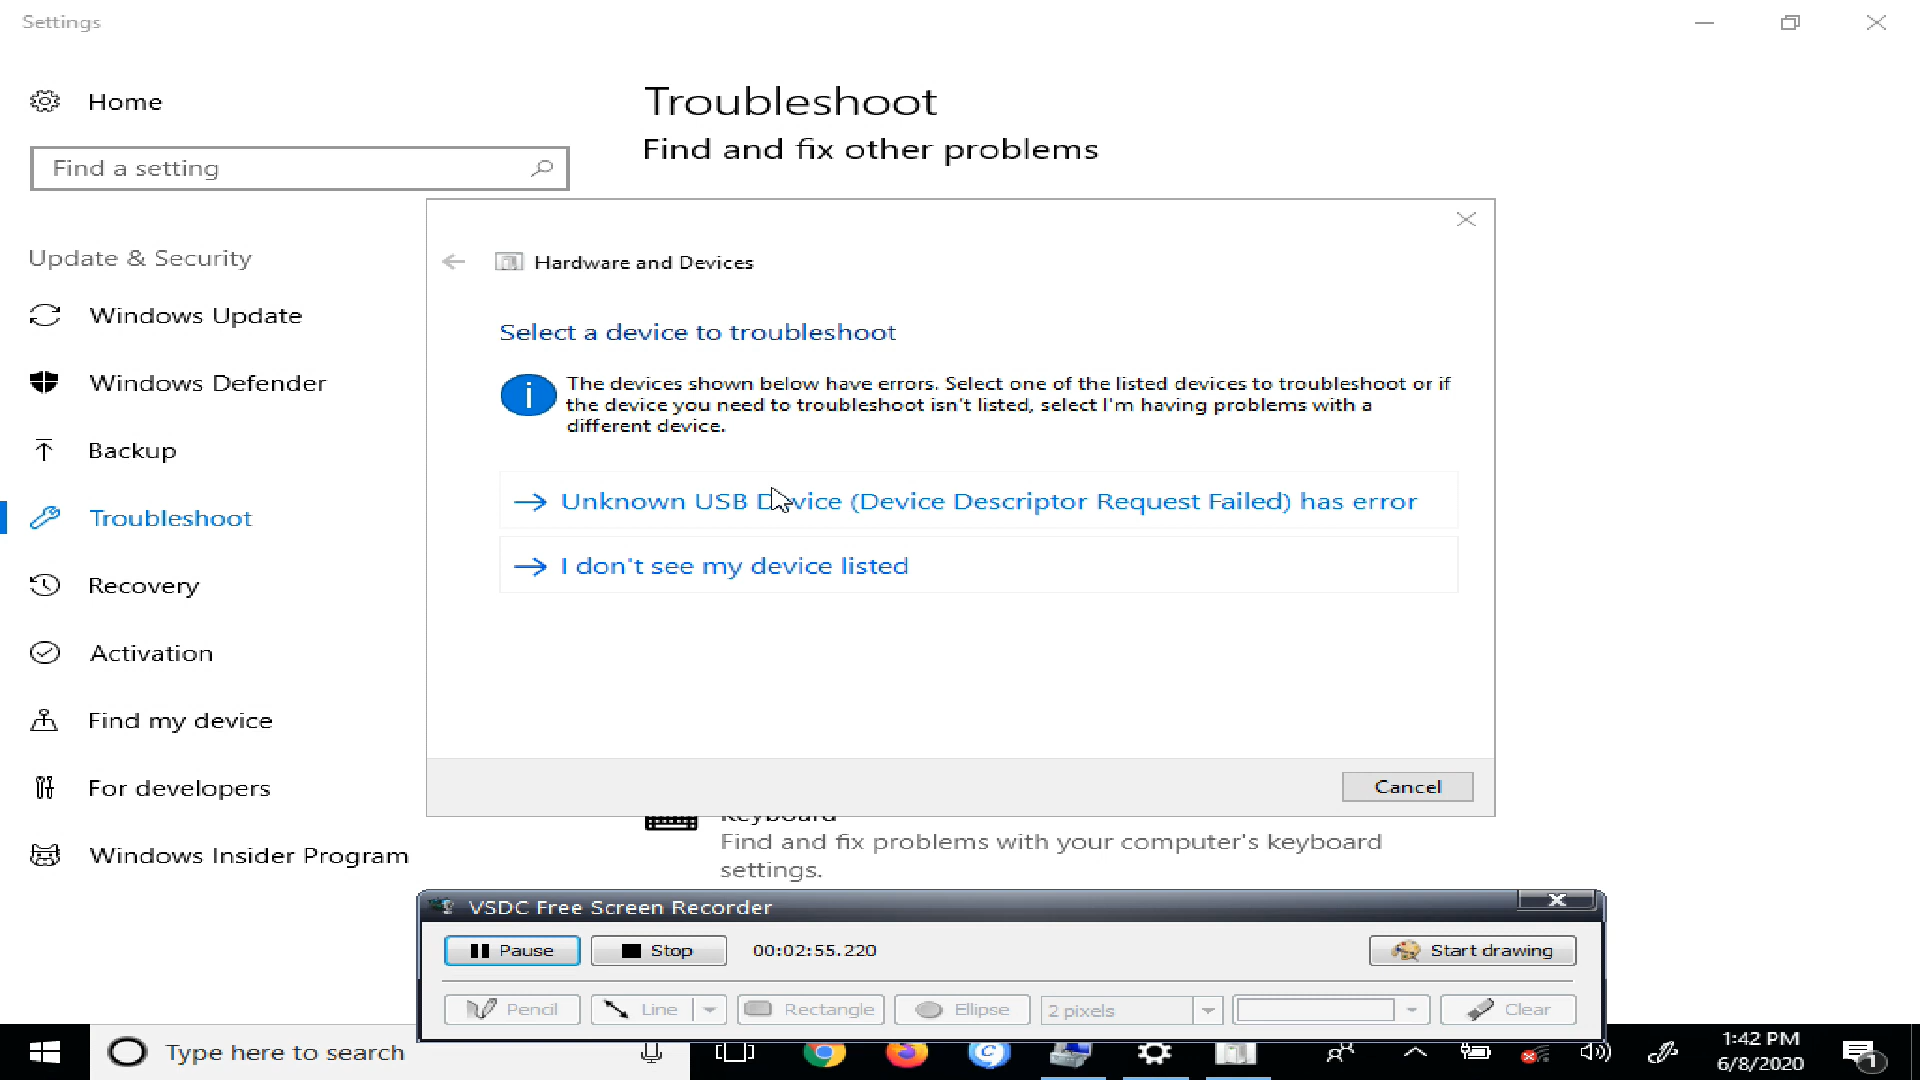 Settings
Home
Find a setting
Update & Security
Windows Update
Windows Defender
Backup
Troubleshoot
Recovery
Activation
Find my device
For developers
Windows Insider Program
Troubleshoot
Find and fix other problems
Hardware and Devices
Select a device to troubleshoot
The devices shown below have errors. Select one of the listed devices to troubleshoot or if
the device you need to troubleshoot isn't listed, select I'm having problems with a
different device.
Unknown USB Device (Device Descriptor Request Failed) has error
I don't see my device listed
Cancel
Keyboard
Find and fix problems with your computer's keyboard
settings.
VSDC Free Screen Recorder
Pause Stop 00:02:55.220 Start drawing
Pencil Line Rectangle Ellipse 2 pixels Clear
Type here to search
1:42 PM
6/8/2020
1